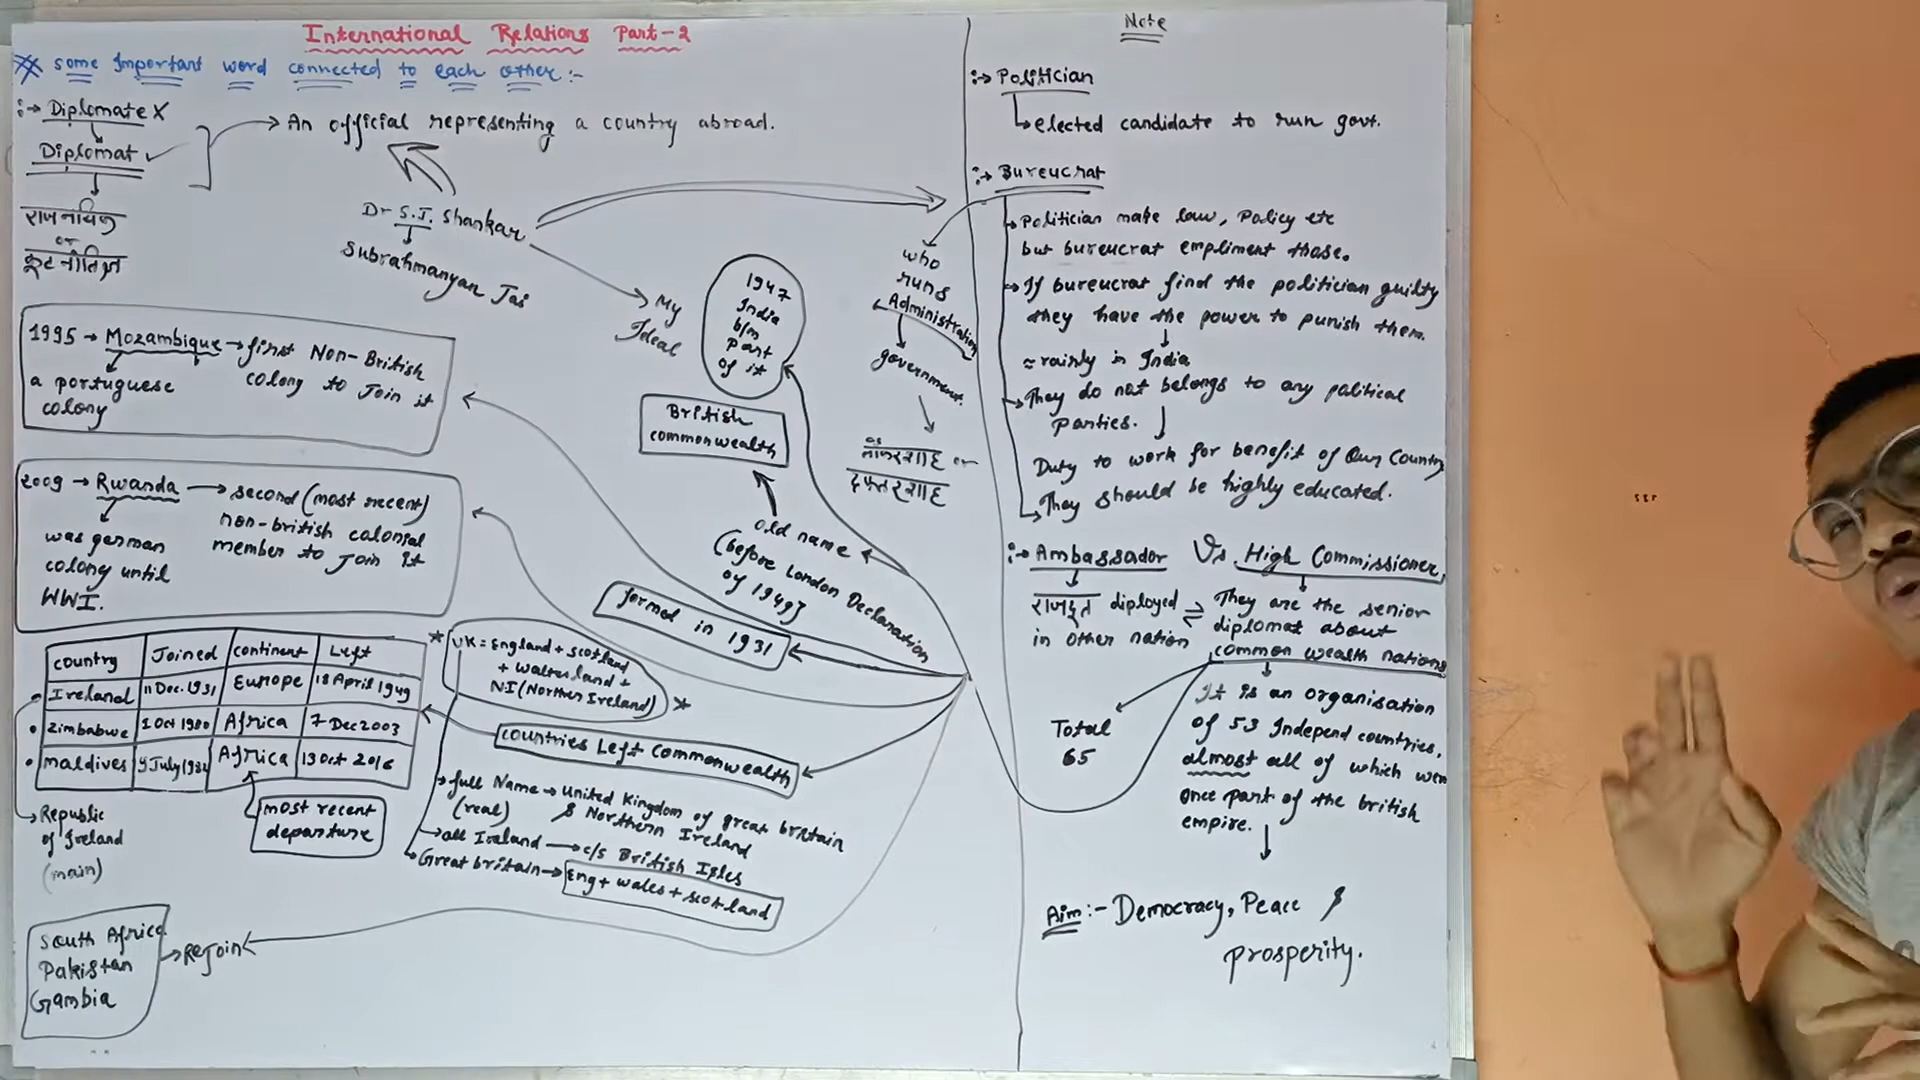 International Relations Part-2
some Important word connected to each other:-
Diplomate X
Diplomat
राजनायिक
or
कूटनीतिज्ञ
An official representing a country abroad.
Dr S.J. Shankar
Subrahmanyan Jai
My
Ideal
1947
India
b/m
part
of it
British
commonwealth
old name
(before London Declaration
of 1949)
formed in 1931
1995 → Mozambique → first Non-British
colony to Join it
a portuguese
colony
2009 → Rwanda → second (most recent)
non-british colonial
member to Join it
was german
colony until
WWI.
country Joined continent Left
Ireland 11 Dec. 1931 Europe 18 April 1949
Zimbabwe 1 Oct 1980 Africa 7 Dec 2003
maldives 9 July 1982 Africa 13 Oct 2016
most recent
departure
Republic
of Ireland
(main)
* UK = England + Scotland
+ Walter land +
NI (Northen Ireland) *
countries Left Commonwealth
full Name → United Kingdom of great britain
(real) & Northern Ireland
all Ireland → c/s British Isles
Great britain → Eng + wales + scotland
South Africa
Pakistan
Gambia
→ Rejoin
Note
Politician
elected candidate to run govt.
Bureucrat
Politician make law, policy etc
but bureucrat empliment those.
If bureucrat find the politician guilty
they have the power to punish them.
≈ rainly in India
They do not belongs to any political
parties.
Duty to work for benefit of Our Country
They should be highly educated.
who
runs
Administration
government.
नौकरशाह or
दफ्तरशाह
Ambassador Vs High Commissioner
राजदूत diployed
in other nation
They are the senior
diplomat about
common wealth nations
Total
65
It is an organisation
of 53 Independ countries,
almost all of which were
once part of the british
empire.
Aim:- Democracy, Peace &
prosperity.